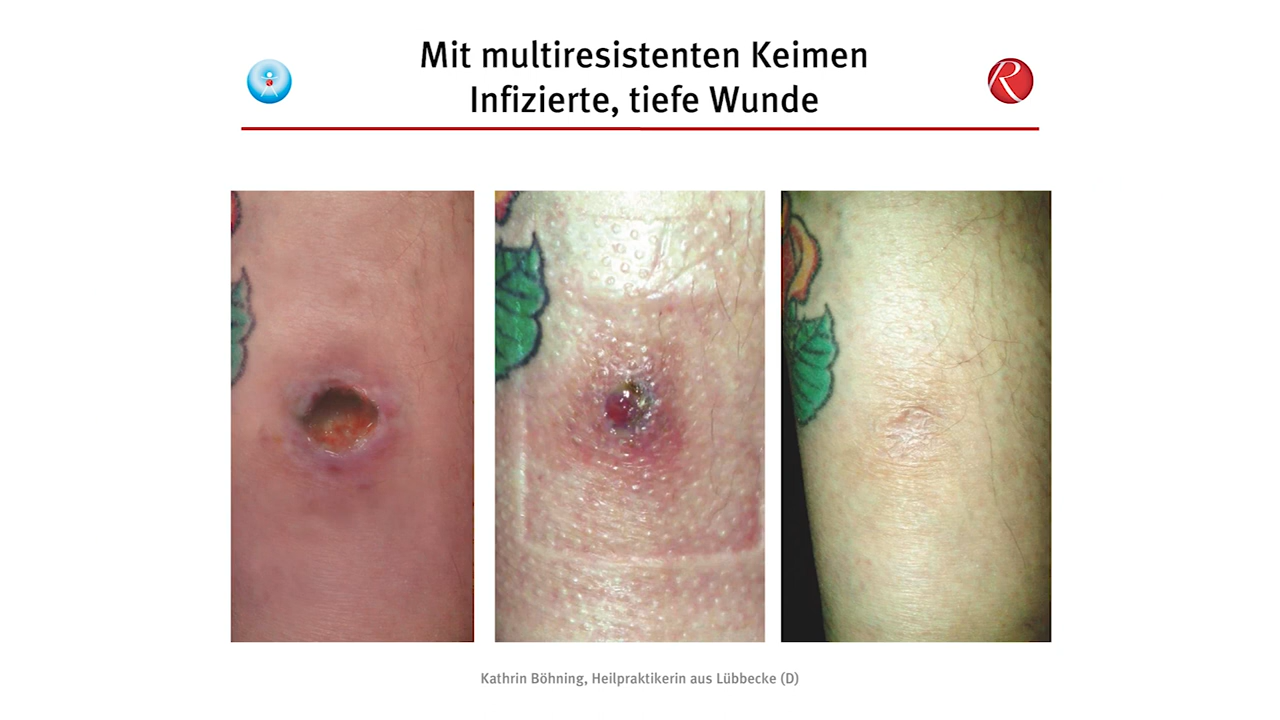 Mit multiresistenten Keimen
Infizierte, tiefe Wunde
R
Kathrin Böhning, Heilpraktikerin aus Lübbecke (D)